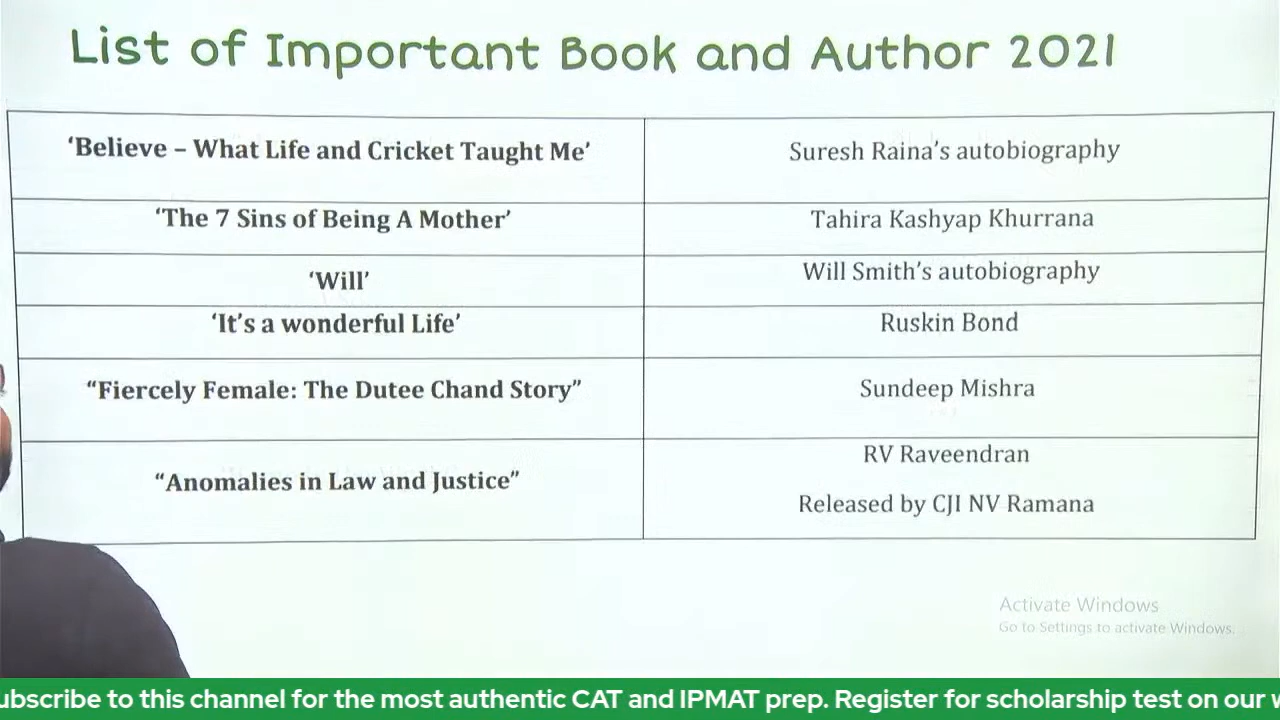 List of Important Book and Author 2021
‘Believe – What Life and Cricket Taught Me’
Suresh Raina’s autobiography
‘The 7 Sins of Being A Mother’
Tahira Kashyap Khurrana
‘Will’
Will Smith’s autobiography
‘It’s a wonderful Life’
Ruskin Bond
“Fiercely Female: The Dutee Chand Story”
Sundeep Mishra
“Anomalies in Law and Justice”
RV Raveendran
Released by CJI NV Ramana
Activate Windows
Go to Settings to activate Windows.
ubscribe to this channel for the most authentic CAT and IPMAT prep. Register for scholarship test on our